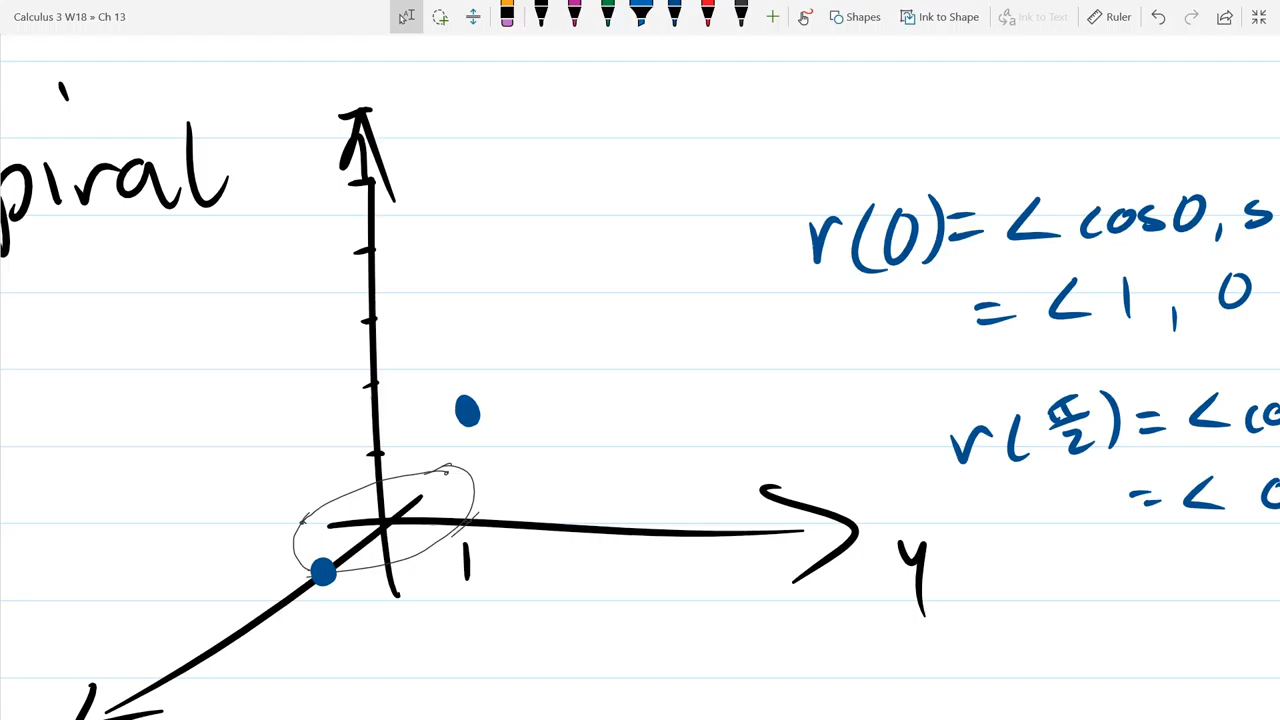 Calculus 3 W18 » Ch 13
Shapes
Ink to Shape
Ink to Text
Ruler
piral
r(0)= < cos0, s
= < 1, 0
r(π/2)= < co
= < 0
1
y